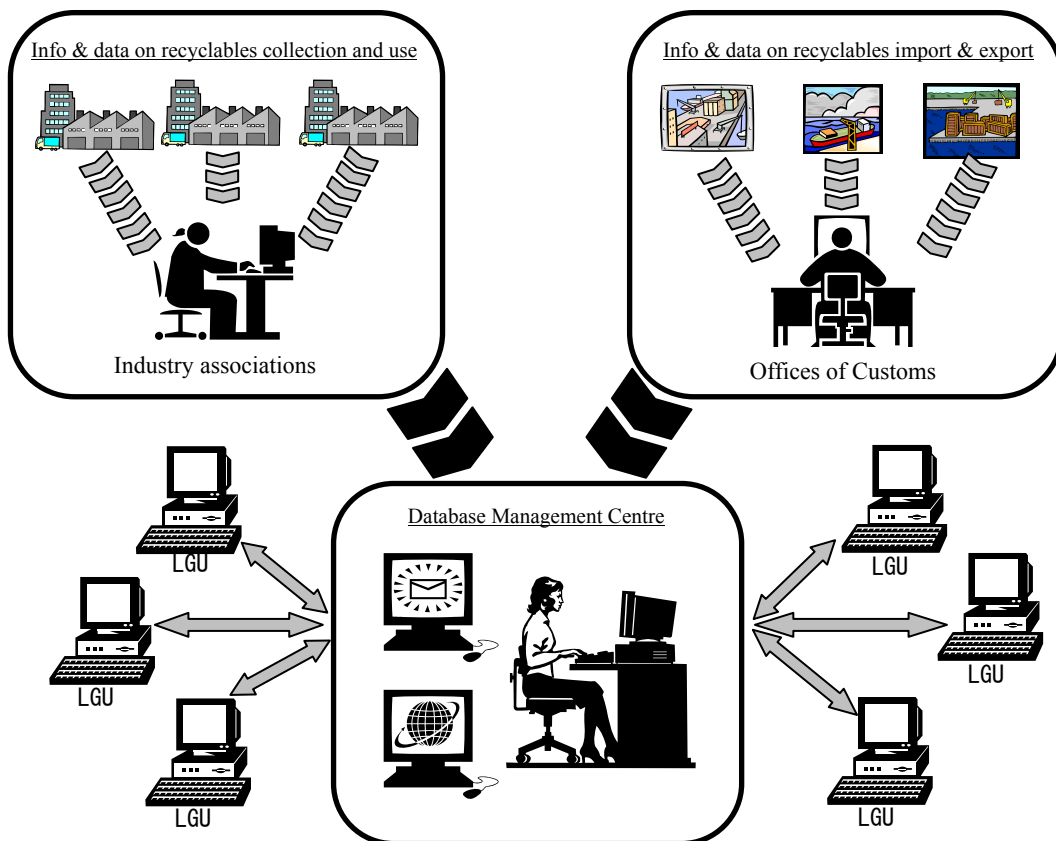 Info & data on recyclables collection and use
Info & data on recyclables import & export
Industry associations
Offices of Customs
Database Management Centre
LGU
LGU
LGU
LGU
LGU
LGU